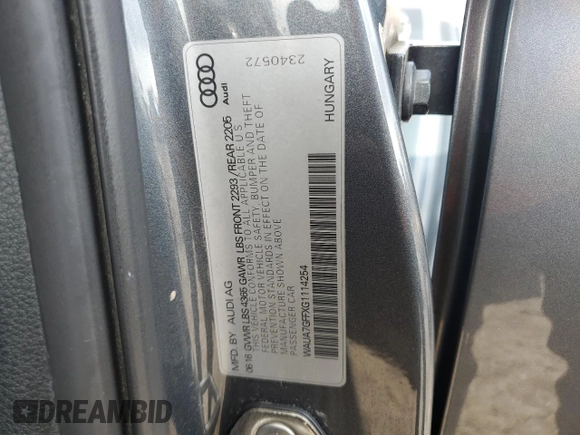 2340572
Audi
HUNGARY
MFD. BY AUDI AG
06 16 GVWR LBS 4365 GAWR LBS FRONT 2293 / REAR 2205
THIS VEHICLE CONFORMS TO ALL APPLICABLE U S
FEDERAL MOTOR VEHICLE SAFETY, BUMPER AND THEFT
PREVENTION STANDARDS IN EFFECT ON THE DATE OF
MANUFACTURE SHOWN ABOVE
PASSENGER CAR
WAUA7GFFXG1114254
DREAMBID